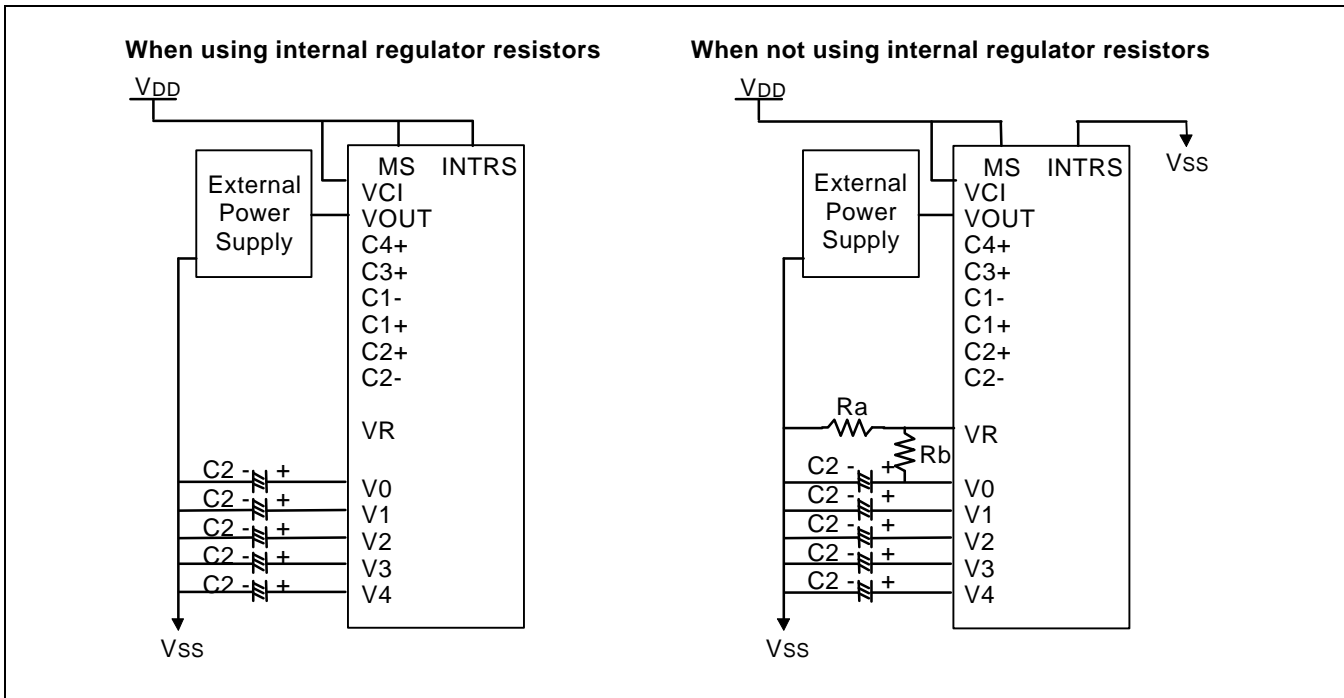 When using internal regulator resistors
VDD
MS INTRS
External
Power
Supply
VCI
VOUT
C4+
C3+
C1-
C1+
C2+
C2-
VR
C2 - + V0
C2 - + V1
C2 - + V2
C2 - + V3
C2 - + V4
VSS
When not using internal regulator resistors
VDD
MS INTRS
VSS
External
Power
Supply
VCI
VOUT
C4+
C3+
C1-
C1+
C2+
C2-
Ra
VR
Rb
C2 - + V0
C2 - + V1
C2 - + V2
C2 - + V3
C2 - + V4
VSS